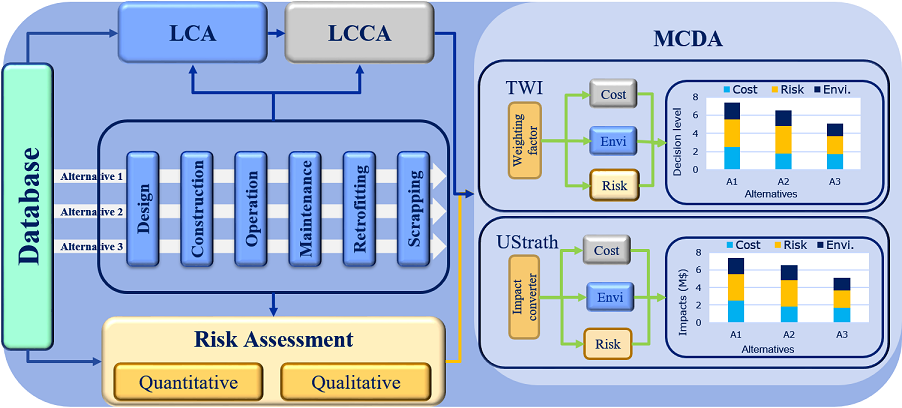 LCA
LCCA
MCDA
Database
Alternative 1
Alternative 2
Alternative 3
Design
Construction
Operation
Maintenance
Retrofitting
Scrapping
Risk Assessment
Quantitative
Qualitative
TWI
Weighting
factor
Cost
Envi
Risk
Cost Risk Envi.
Decision level
8
6
4
2
0
A1 A2 A3
Alternatives
UStrath
Impact
converter
Cost
Envi
Risk
Cost Risk Envi.
Impacts (M$)
8
6
4
2
0
A1 A2 A3
Alternatives